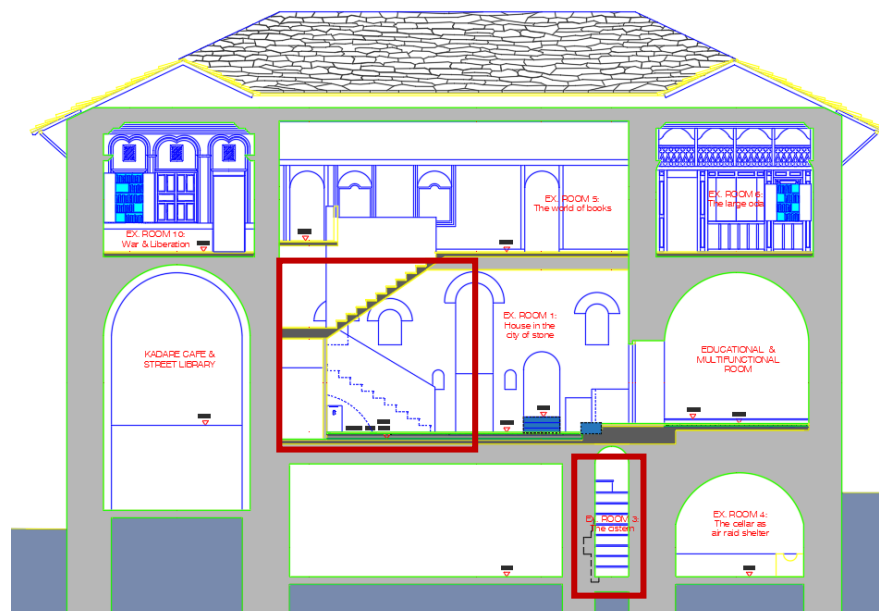 EX. ROOM 5:
The world of books
EX. ROOM 6:
The large oda
EX. ROOM 10:
War & Liberation
EX. ROOM 1:
House in the
city of stone
KADARE CAFE &
STREET LIBRARY
EDUCATIONAL &
MULTIFUNCTIONAL
ROOM
EX. ROOM 3:
The cistern
EX. ROOM 4:
The cellar as
air raid shelter